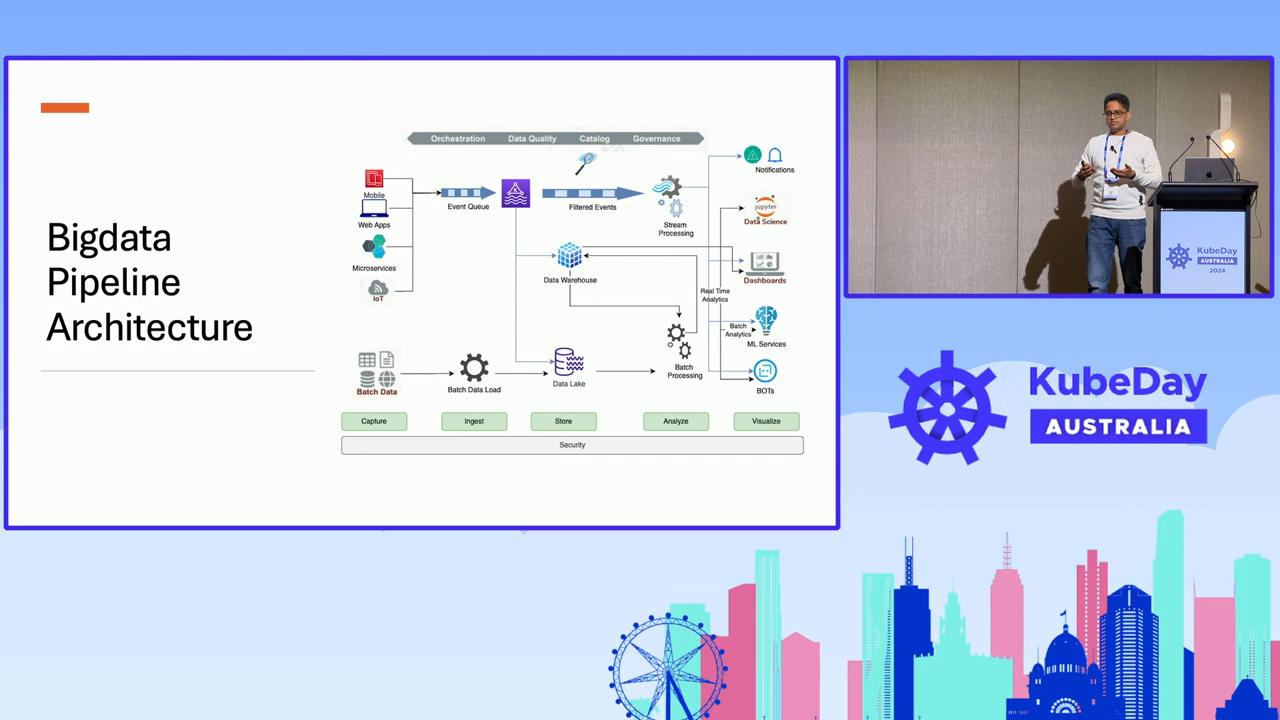 Bigdata
Pipeline
Architecture
Orchestration Data Quality Catalog Governance
Mobile
Web Apps
Microservices
IoT
Batch Data
Event Queue
Filtered Events
Stream
Processing
Notifications
jupyter
Data Science
Data Warehouse
Dashboards
Real Time
Analytics
Batch
Analytics
ML Services
Batch
Processing
BOTs
Batch Data Load
Data Lake
Capture
Ingest
Store
Analyze
Visualize
Security
KubeDay
AUSTRALIA
2024
KubeDay
AUSTRALIA